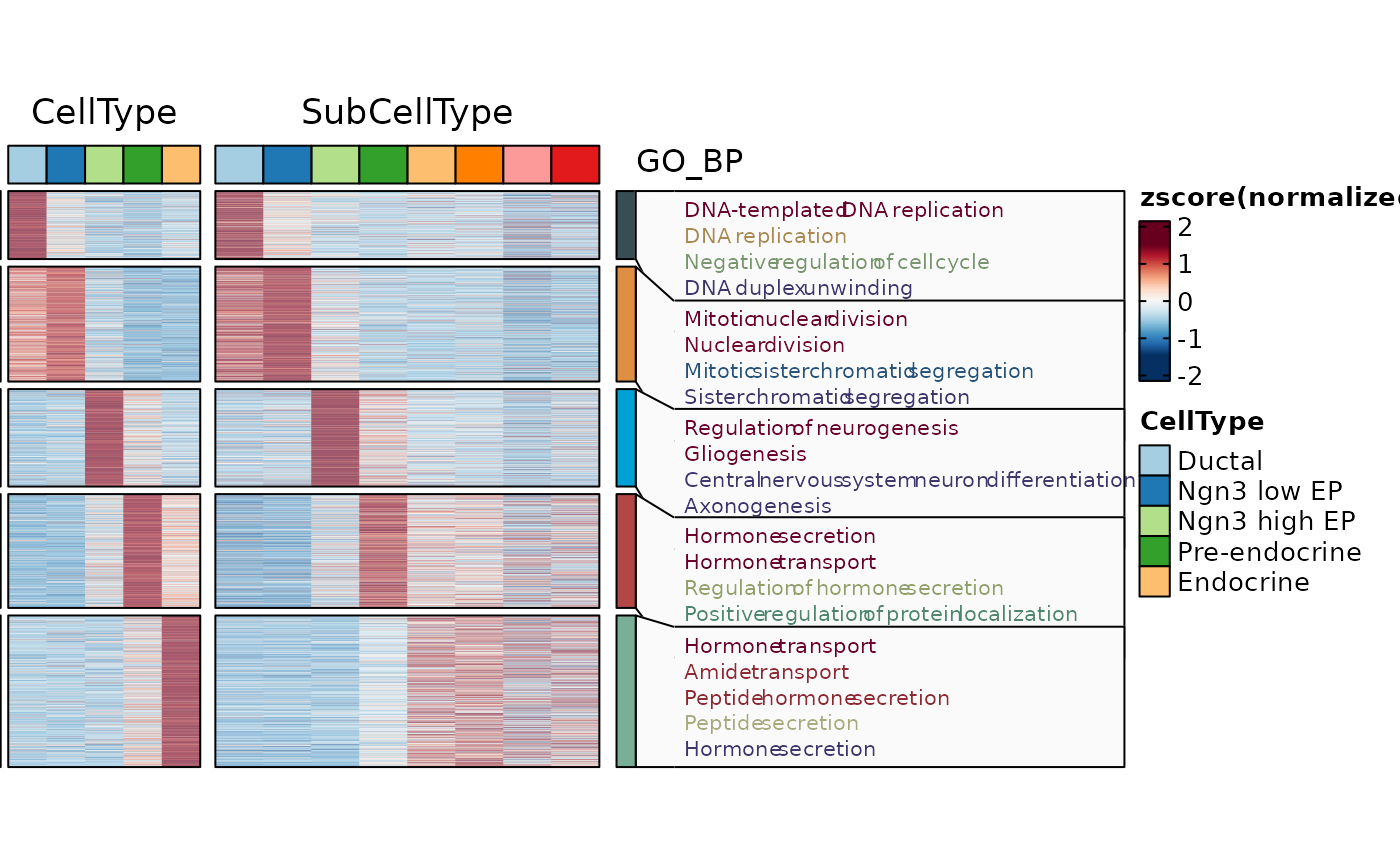 CellType
SubCellType
GO_BP
DNA-templated DNA replication
DNA replication
Negative regulation of cell cycle
DNA duplex unwinding
Mitotic nuclear division
Nuclear division
Mitotic sister chromatid segregation
Sister chromatid segregation
Regulation of neurogenesis
Gliogenesis
Central nervous system neuron differentiation
Axonogenesis
Hormone secretion
Hormone transport
Regulation of hormone secretion
Positive regulation of protein localization
Hormone transport
Amide transport
Peptide hormone secretion
Peptide secretion
Hormone secretion
zscore(normalize
2
1
0
-1
-2
CellType
Ductal
Ngn3 low EP
Ngn3 high EP
Pre-endocrine
Endocrine